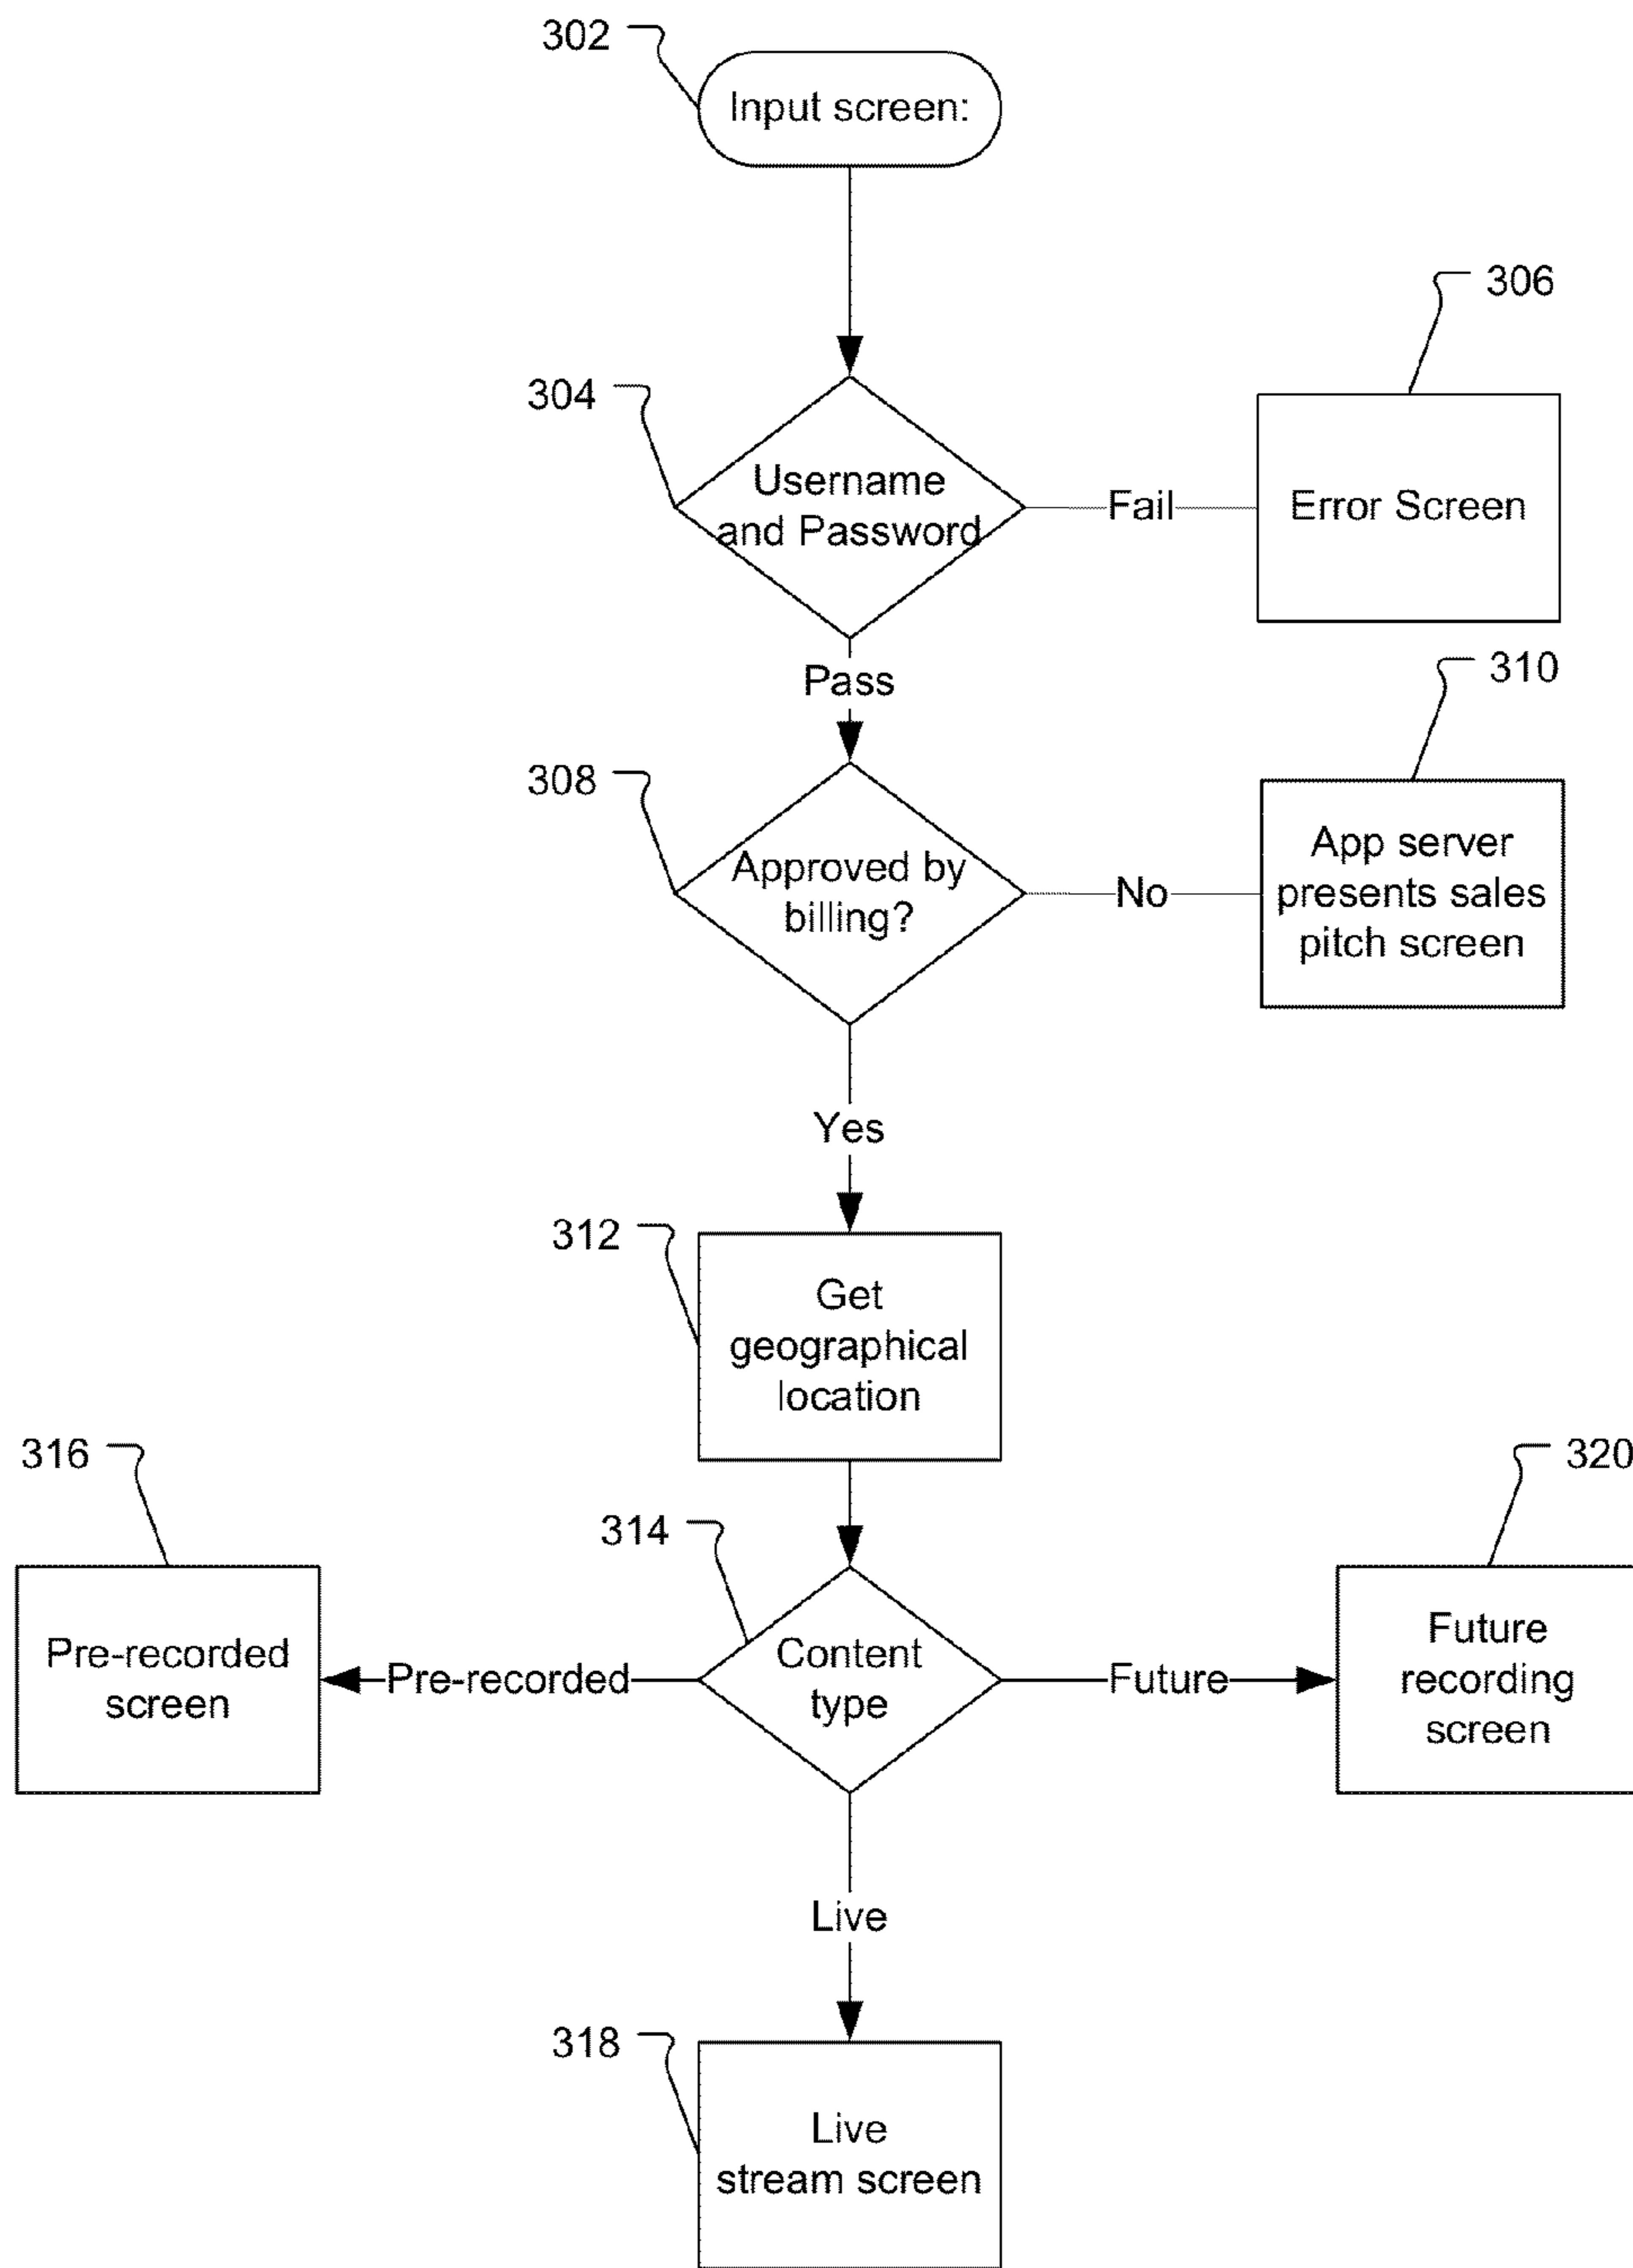 302
Input screen:
306
304
Username
and Password
Fail
Error Screen
Pass
310
308
Approved by
billing?
No
App server
presents sales
pitch screen
Yes
312
Get
geographical
location
316
320
314
Pre-recorded
screen
Pre-recorded
Content
type
Future
Future
recording
screen
Live
318
Live
stream screen